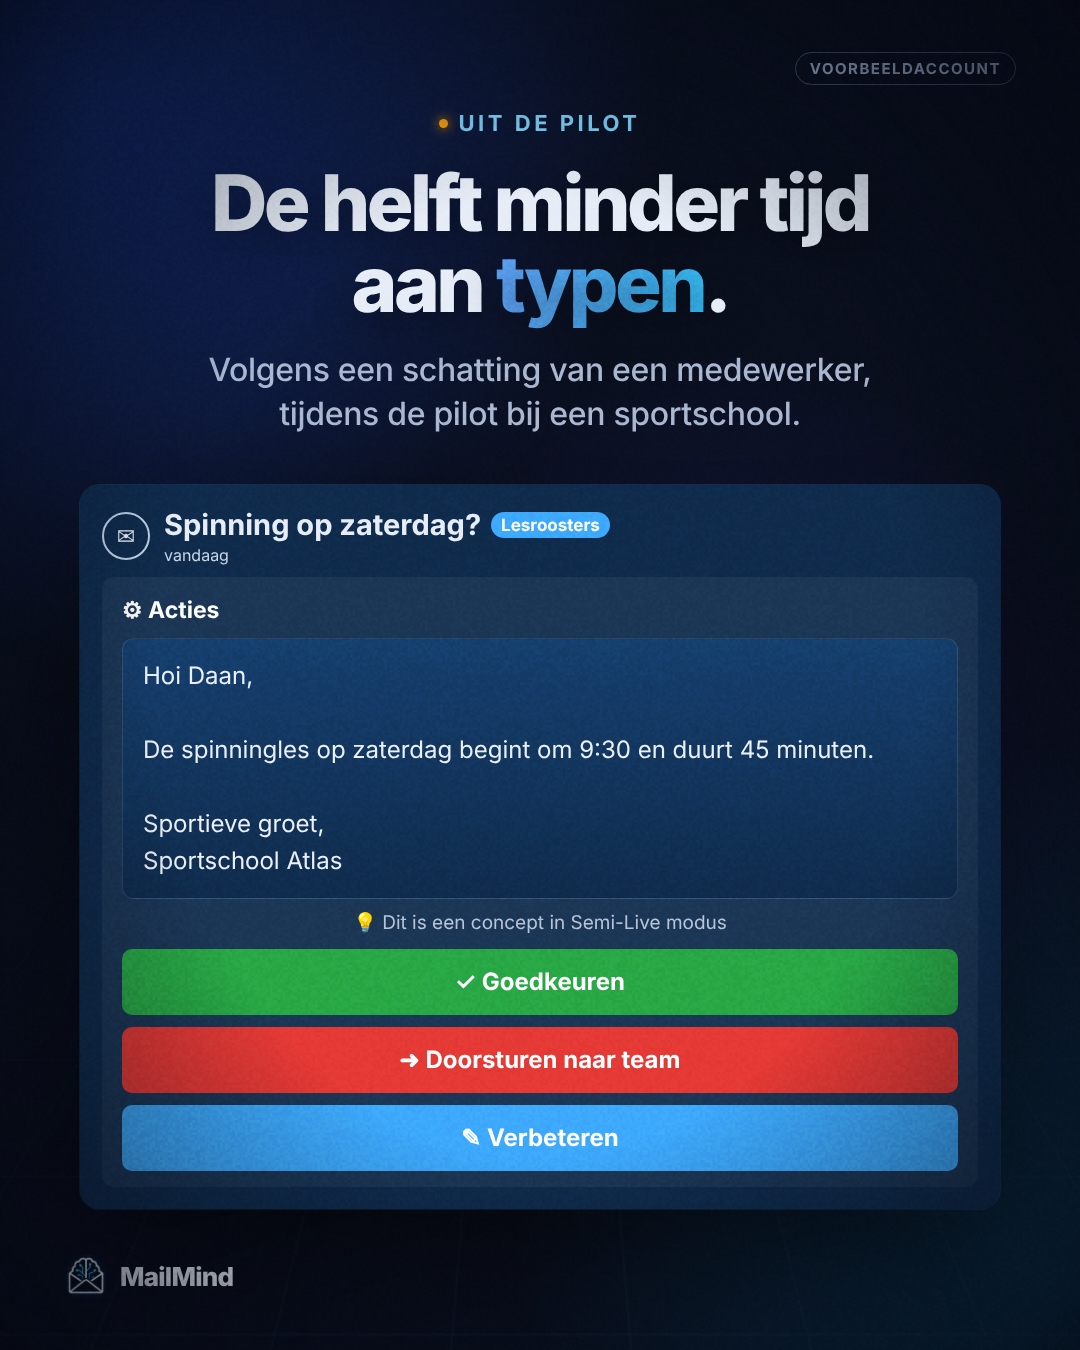 VOORBEELDACCOUNT
UIT DE PILOT
De helft minder tijd
aan typen.
Volgens een schatting van een medewerker,
tijdens de pilot bij een sportschool.
Spinning op zaterdag? Lesroosters
vandaag
⚙ Acties
Hoi Daan,
De spinningles op zaterdag begint om 9:30 en duurt 45 minuten.
Sportieve groet,
Sportschool Atlas
💡 Dit is een concept in Semi-Live modus
✓ Goedkeuren
➜ Doorsturen naar team
✎ Verbeteren
MailMind